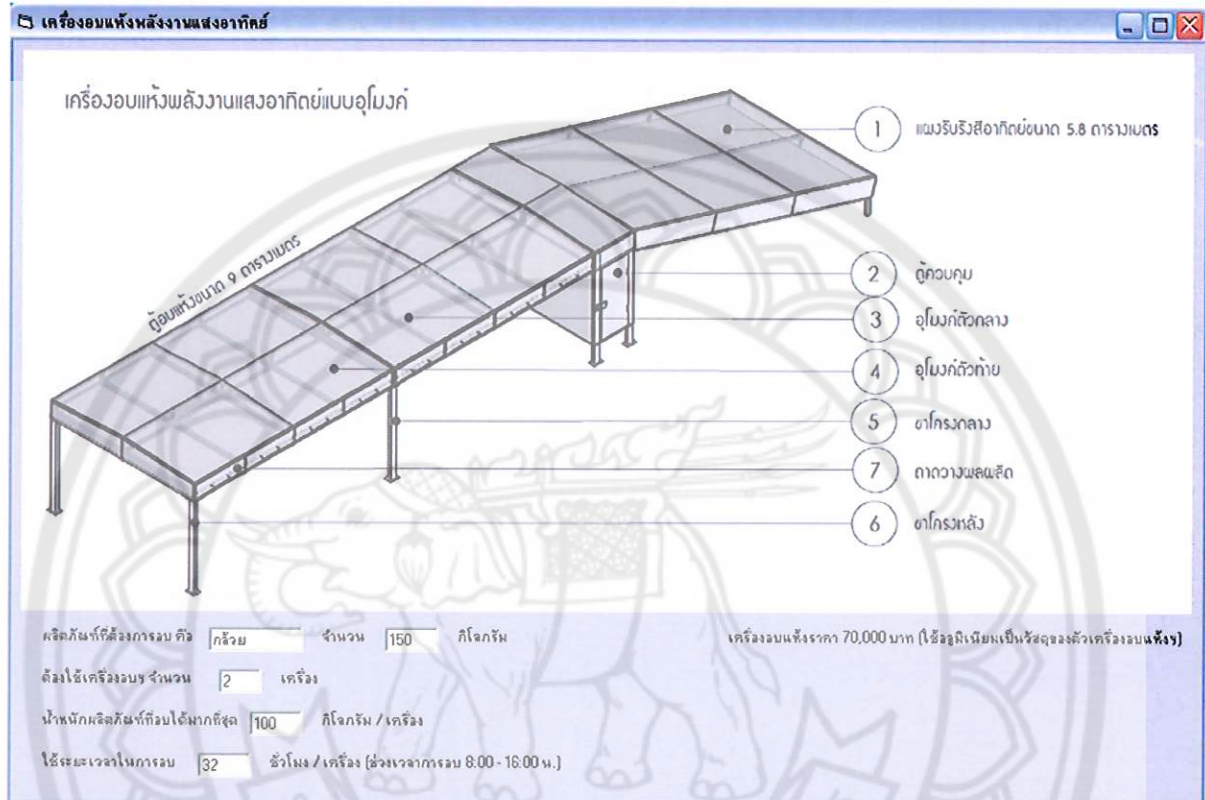 เครื่องอบแห้งพลังงานแสงอาทิตย์
เครื่องอบแห้งพลังงานแสงอาทิตย์แบบอุโมงค์
1 แผงรับรังสีอาทิตย์ขนาด 5.8 ตารางเมตร
ตู้อบแห้งขนาด 9 ตารางเมตร
2 ตู้ควบคุม
3 อุโมงค์ตัวกลาง
4 อุโมงค์ตัวท้าย
5 ขาโครงกลาง
7 ถาดวางผลผลิต
6 ขาโครงหลัง
ผลิตภัณฑ์ที่ต้องการอบ คือ กล้วย จำนวน 150 กิโลกรัม เครื่องอบแห้งราคา 70,000 บาท (ใช้อลูมิเนียมเป็นวัสดุของตัวเครื่องอบแห้งฯ)
ต้องใช้เครื่องอบฯ จำนวน 2 เครื่อง
น้ำหนักผลิตภัณฑ์ที่อบได้มากที่สุด 100 กิโลกรัม / เครื่อง
ใช้ระยะเวลาในการอบ 32 ชั่วโมง / เครื่อง (ช่วงเวลาการอบ 8:00 - 16:00 น.)